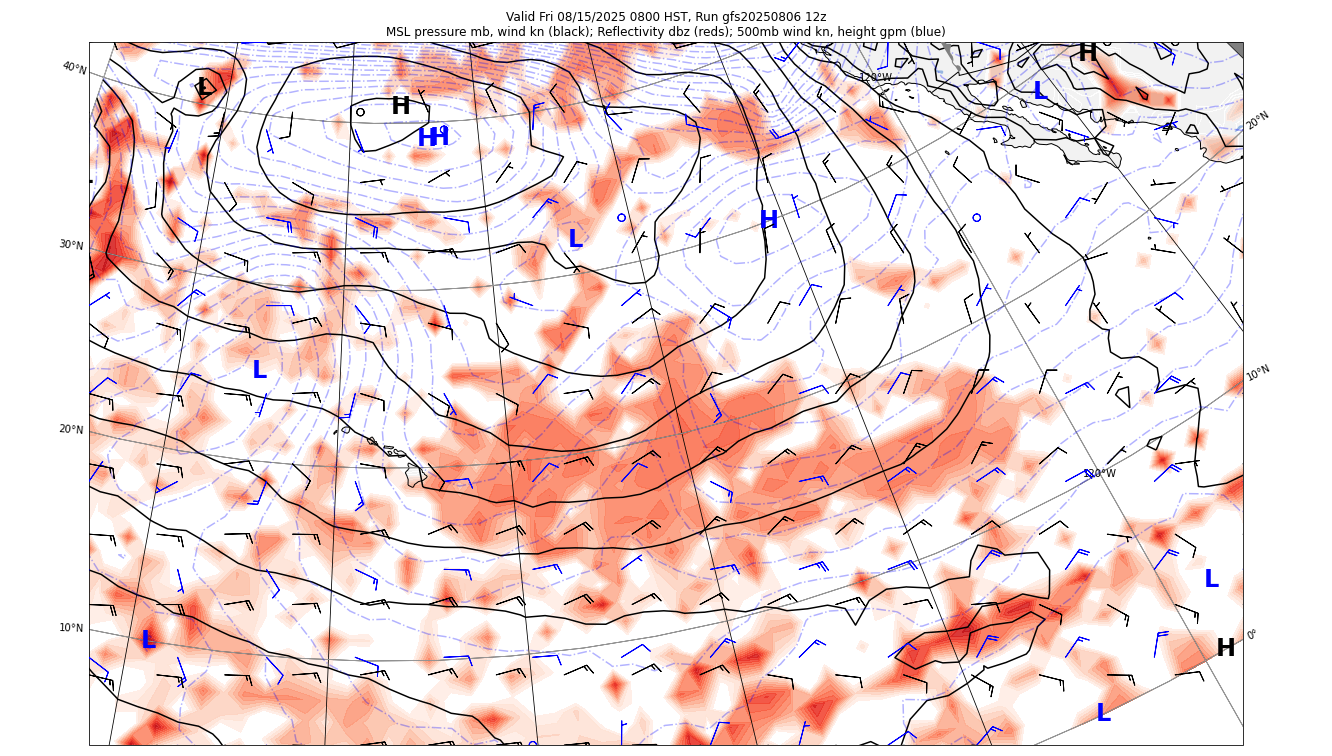 Valid Fri 08/15/2025 0800 HST, Run gfs20250806 12z
MSL pressure mb, wind kn (black); Reflectivity dbz (reds); 500mb wind kn, height gpm (blue)
H
40°N
120°W
L
L
H
20°N
H H
H
L
30°N
L
10°N
20°N
120°W
L
10°N
L
0°
H
L